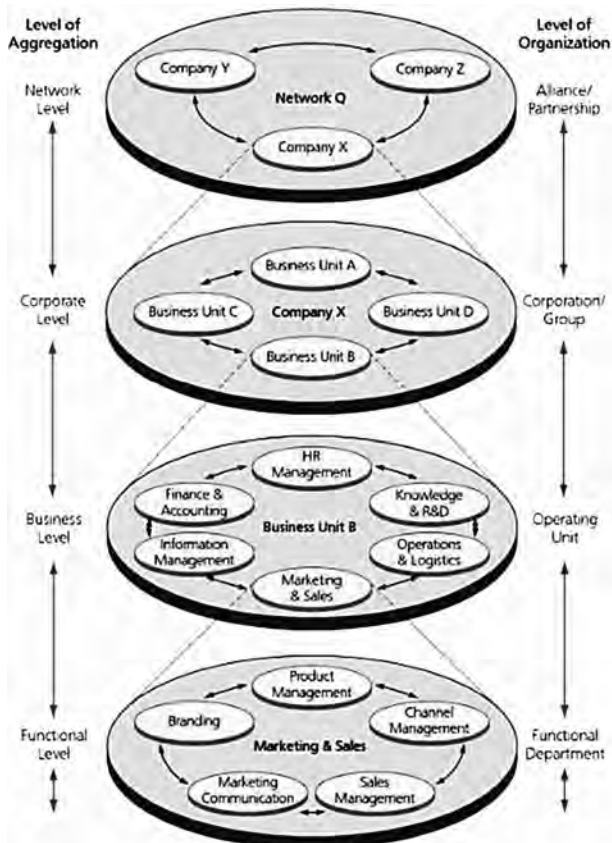 Level of
Aggregation
Level of
Organization
Network
Level
Alliance/
Partnership
Company Y
Company Z
Network Q
Company X
Corporate
Level
Corporation/
Group
Business Unit A
Business Unit C
Company X
Business Unit D
Business Unit B
Business
Level
Operating
Unit
HR
Management
Finance &
Accounting
Knowledge
& R&D
Business Unit B
Information
Management
Operations
& Logistics
Marketing
& Sales
Functional
Level
Functional
Department
Product
Management
Branding
Channel
Management
Marketing & Sales
Marketing
Communication
Sales
Management